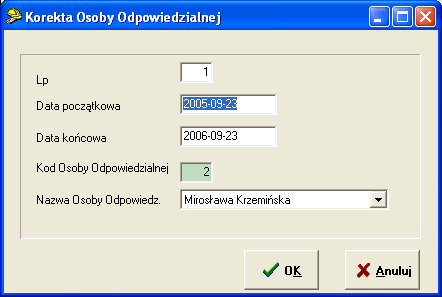 Korekta Osoby Odpowiedzialnej
Lp 1
Data początkowa 2005-09-23
Data końcowa 2006-09-23
Kod Osoby Odpowiedzialnej 2
Nazwa Osoby Odpowiedz. Mirosława Krzemińska
OK Anuluj